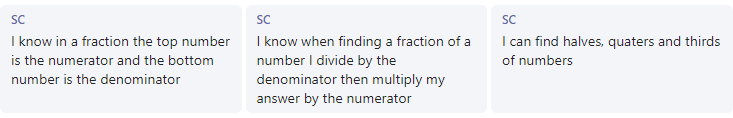 SC
I know in a fraction the top number
is the numerator and the bottom
number is the denominator
SC
I know when finding a fraction of a
number I divide by the
denominator then multiply my
answer by the numerator
SC
I can find halves, quaters and thirds
of numbers